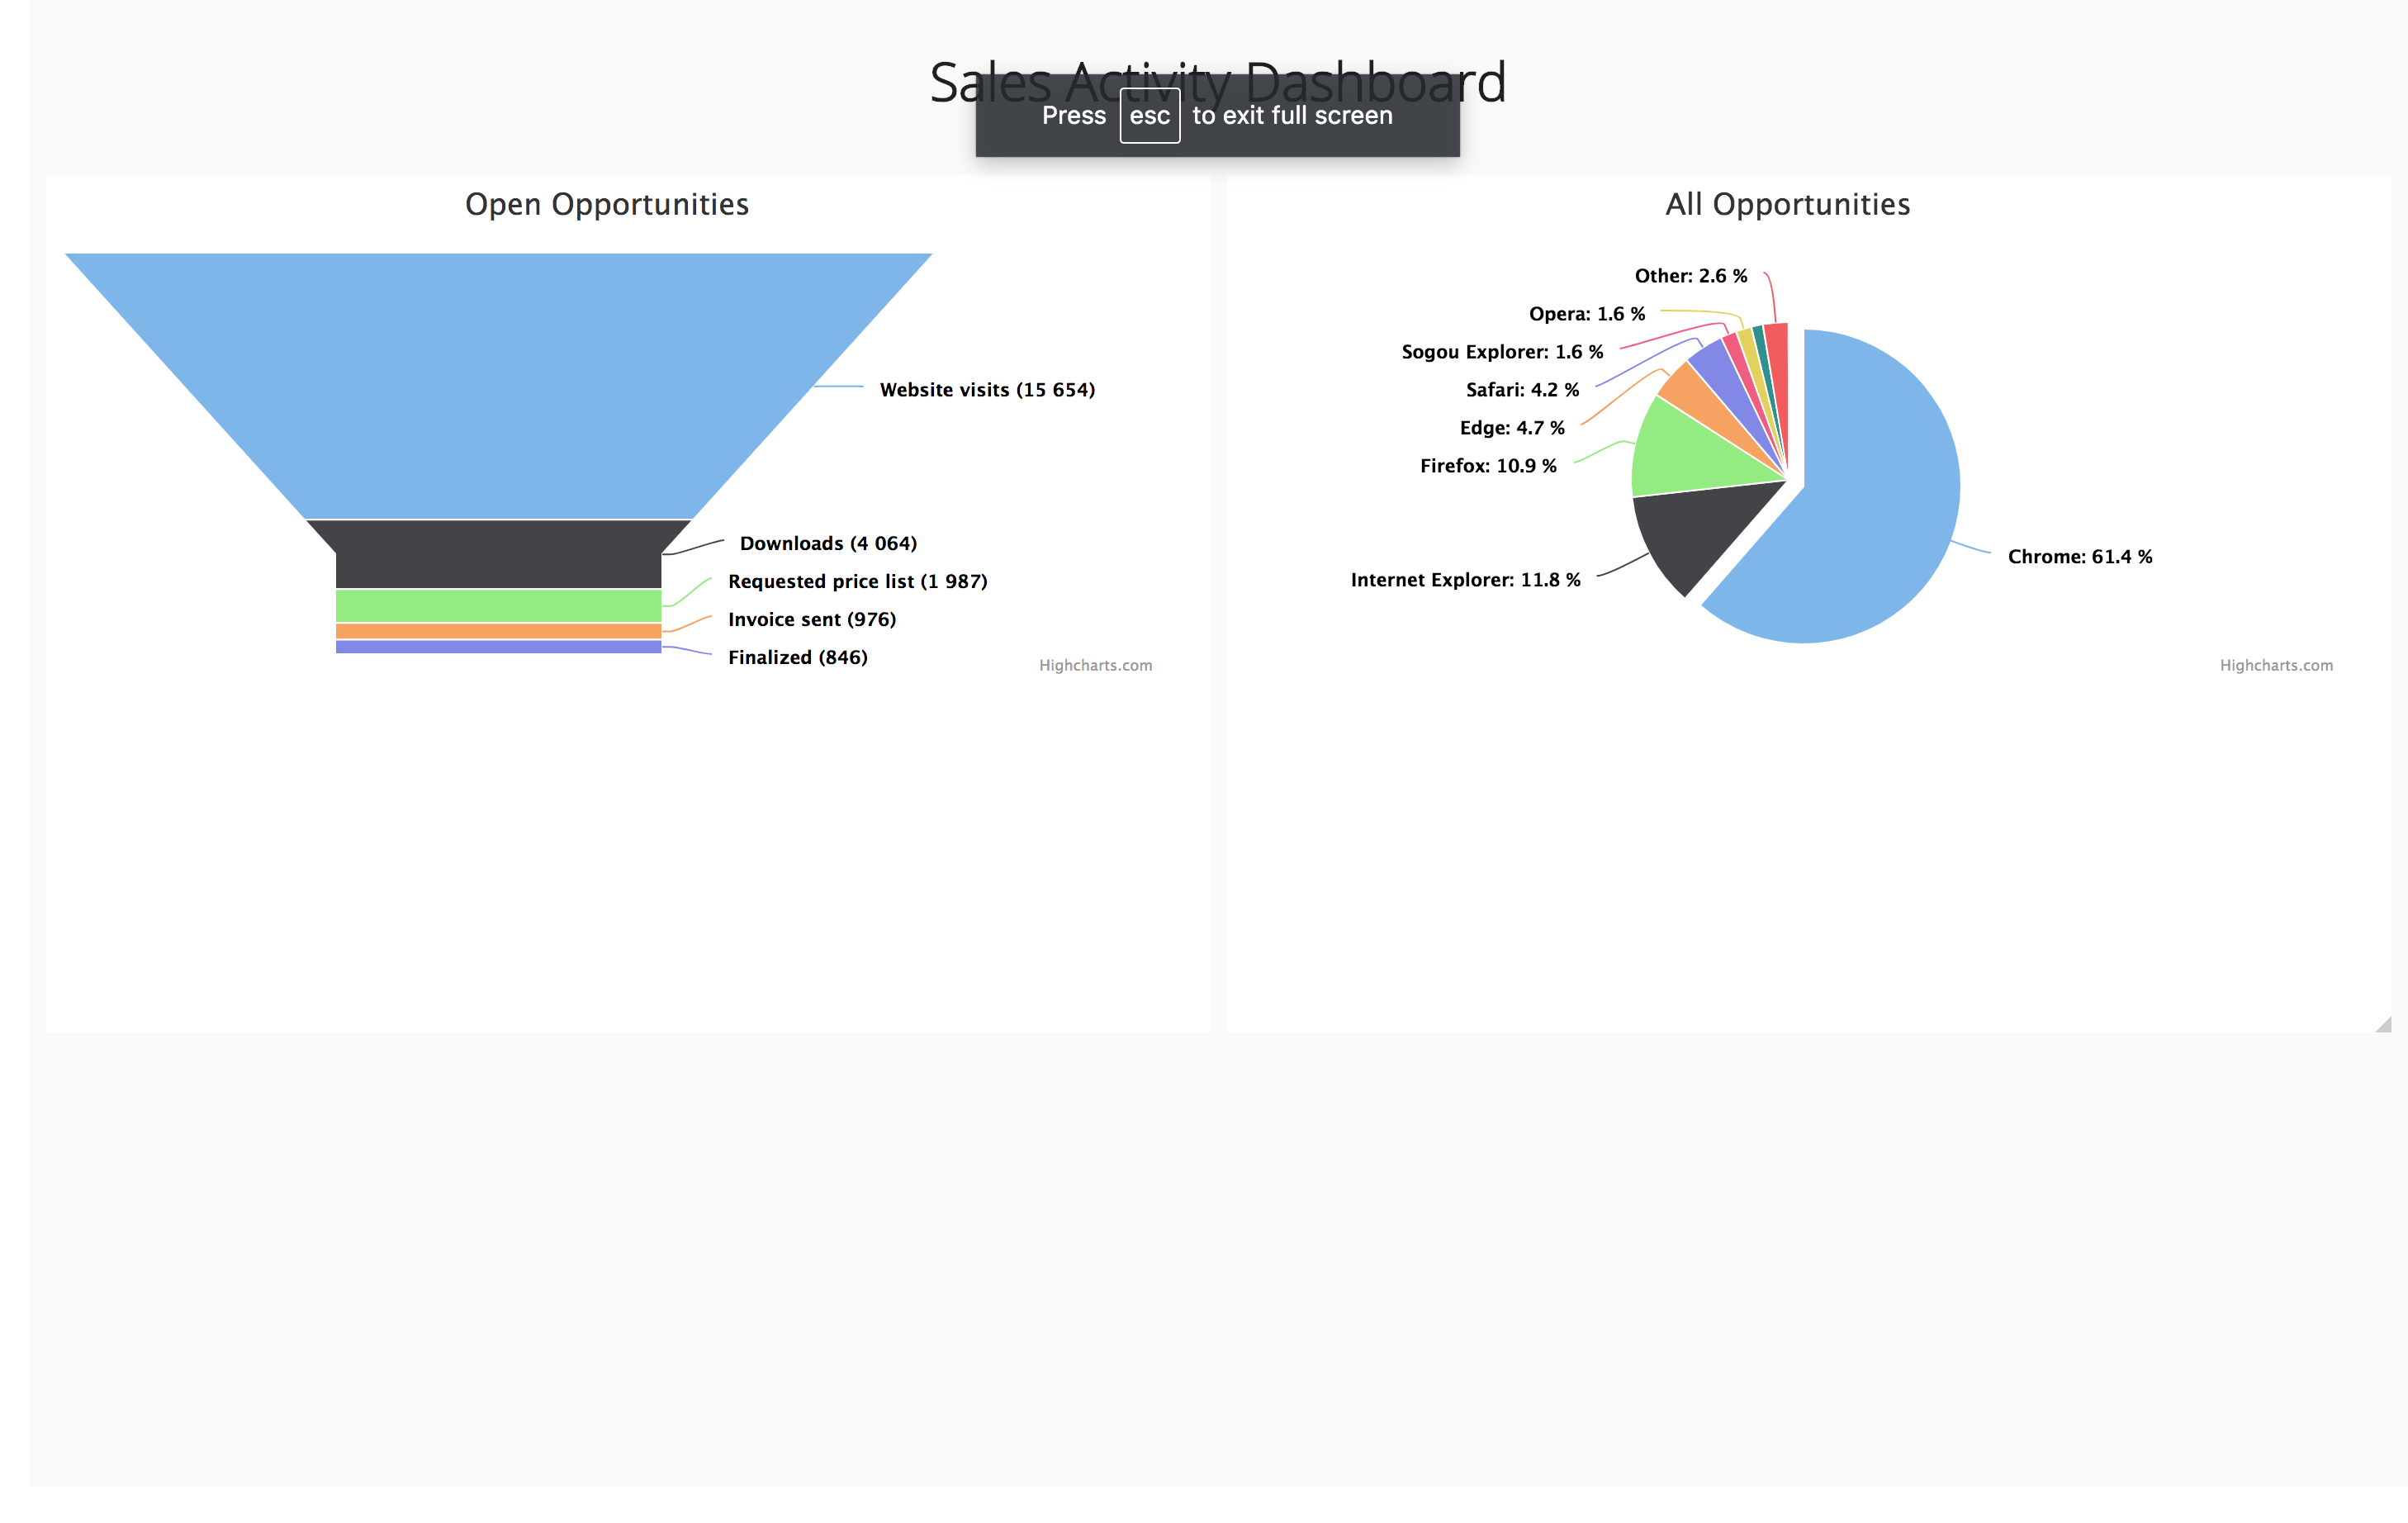 Sales Activity Dashboard
Press esc to exit full screen
Open Opportunities
Website visits (15 654)
Downloads (4 064)
Requested price list (1 987)
Invoice sent (976)
Finalized (846)
Highcharts.com
All Opportunities
Other: 2.6 %
Opera: 1.6 %
Sogou Explorer: 1.6 %
Safari: 4.2 %
Edge: 4.7 %
Firefox: 10.9 %
Internet Explorer: 11.8 %
Chrome: 61.4 %
Highcharts.com